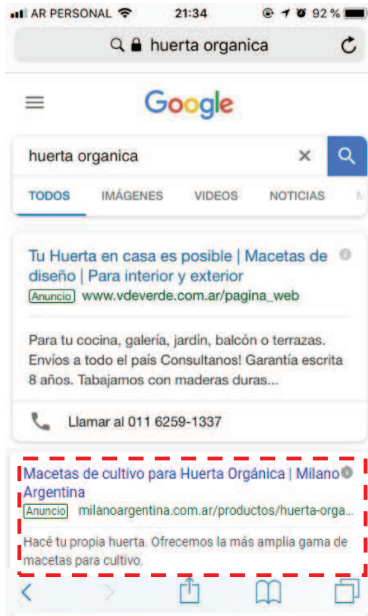 AR PERSONAL 21:34 92 %
huerta organica
Google
huerta organica
TODOS IMÁGENES VIDEOS NOTICIAS
Tu Huerta en casa es posible | Macetas de
diseño | Para interior y exterior
Anuncio www.vdeverde.com.ar/pagina_web
Para tu cocina, galería, jardín, balcón o terrazas.
Envíos a todo el país Consultanos! Garantía escrita
8 años. Tabajamos con maderas duras...
Llamar al 011 6259-1337
Macetas de cultivo para Huerta Orgánica | Milano
Argentina
Anuncio milanoargentina.com.ar/productos/huerta-orga...
Hacé tu propia huerta. Ofrecemos la más amplia gama de
macetas para cultivo.